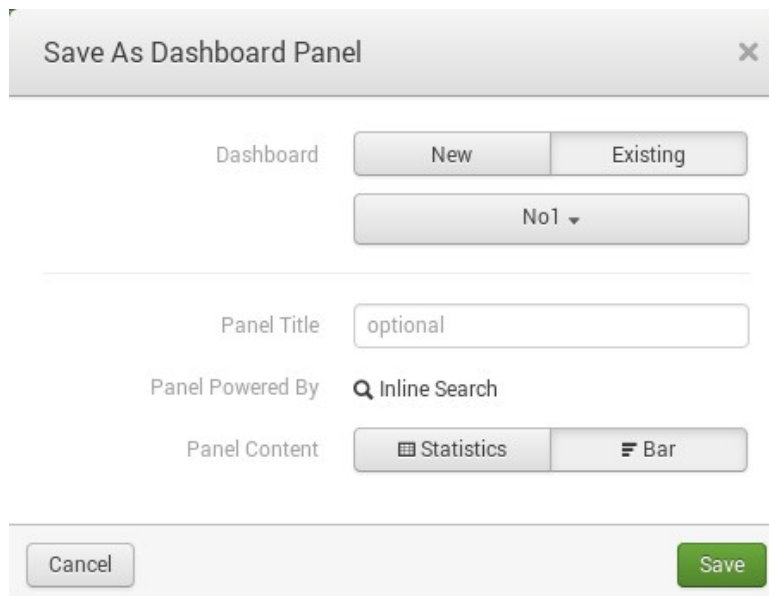 Save As Dashboard Panel
Dashboard New Existing
No1
Panel Title optional
Panel Powered By Inline Search
Panel Content Statistics Bar
Cancel Save